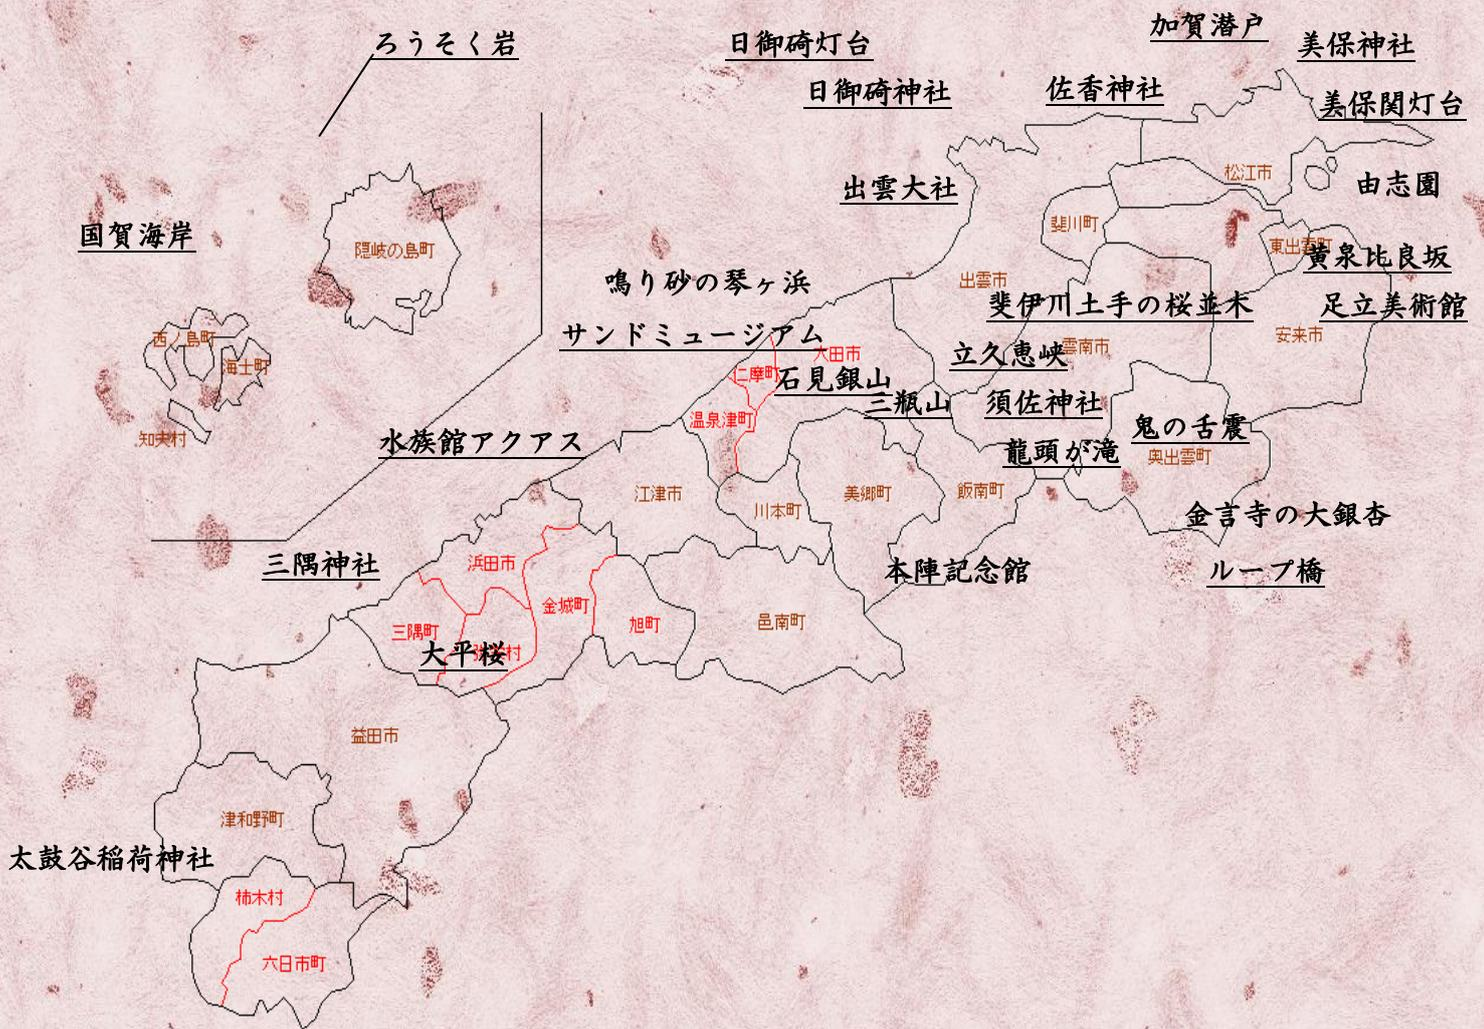 加賀潜戸
ろうそく岩
日御碕灯台
美保神社
日御碕神社
佐香神社
美保関灯台
松江市
出雲大社
由志園
斐川町
国賀海岸
隠岐の島町
東出雲町
黄泉比良坂
鳴り砂の琴ヶ浜
出雲市
斐伊川土手の桜並木
足立美術館
サンドミュージアム
西ノ島町
安来市
大田市
立久恵峡
雲南市
海士町
仁摩町
石見銀山
三瓶山
須佐神社
温泉津町
鬼の舌震
知夫村
水族館アクアス
龍頭が滝
奥出雲町
江津市
川本町
美郷町
飯南町
金言寺の大銀杏
三隅神社
浜田市
本陣記念館
ループ橋
金城町
三隅町
旭町
邑南町
大平桜
村
益田市
津和野町
太鼓谷稲荷神社
柿木村
六日市町